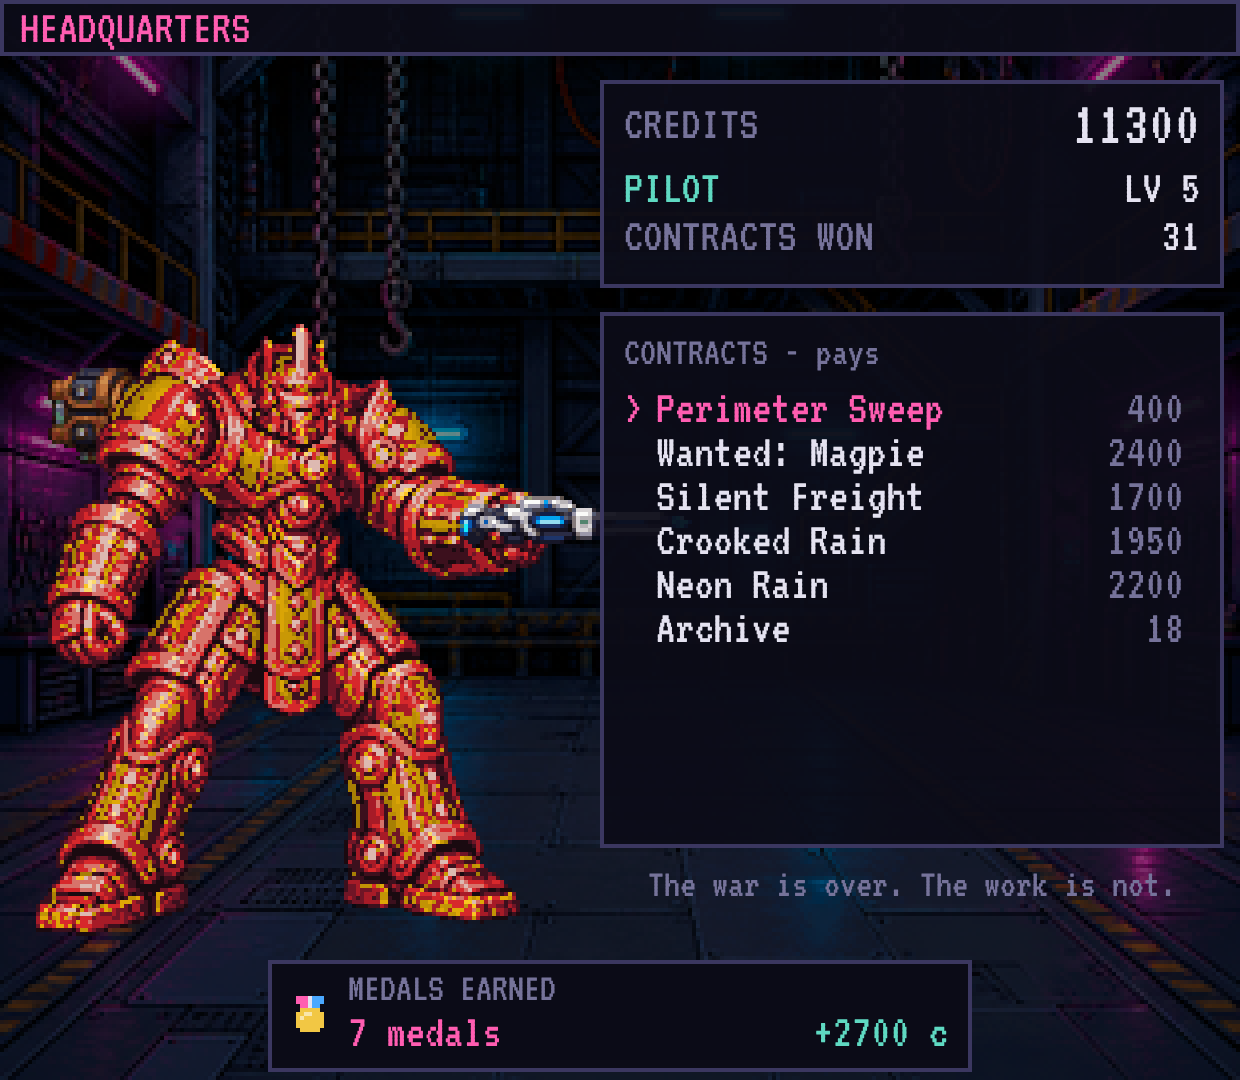 HEADQUARTERS
CREDITS 11300
PILOT LV 5
CONTRACTS WON 31
CONTRACTS - pays
> Perimeter Sweep 400
Wanted: Magpie 2400
Silent Freight 1700
Crooked Rain 1950
Neon Rain 2200
Archive 18
The war is over. The work is not.
MEDALS EARNED
7 medals +2700 c